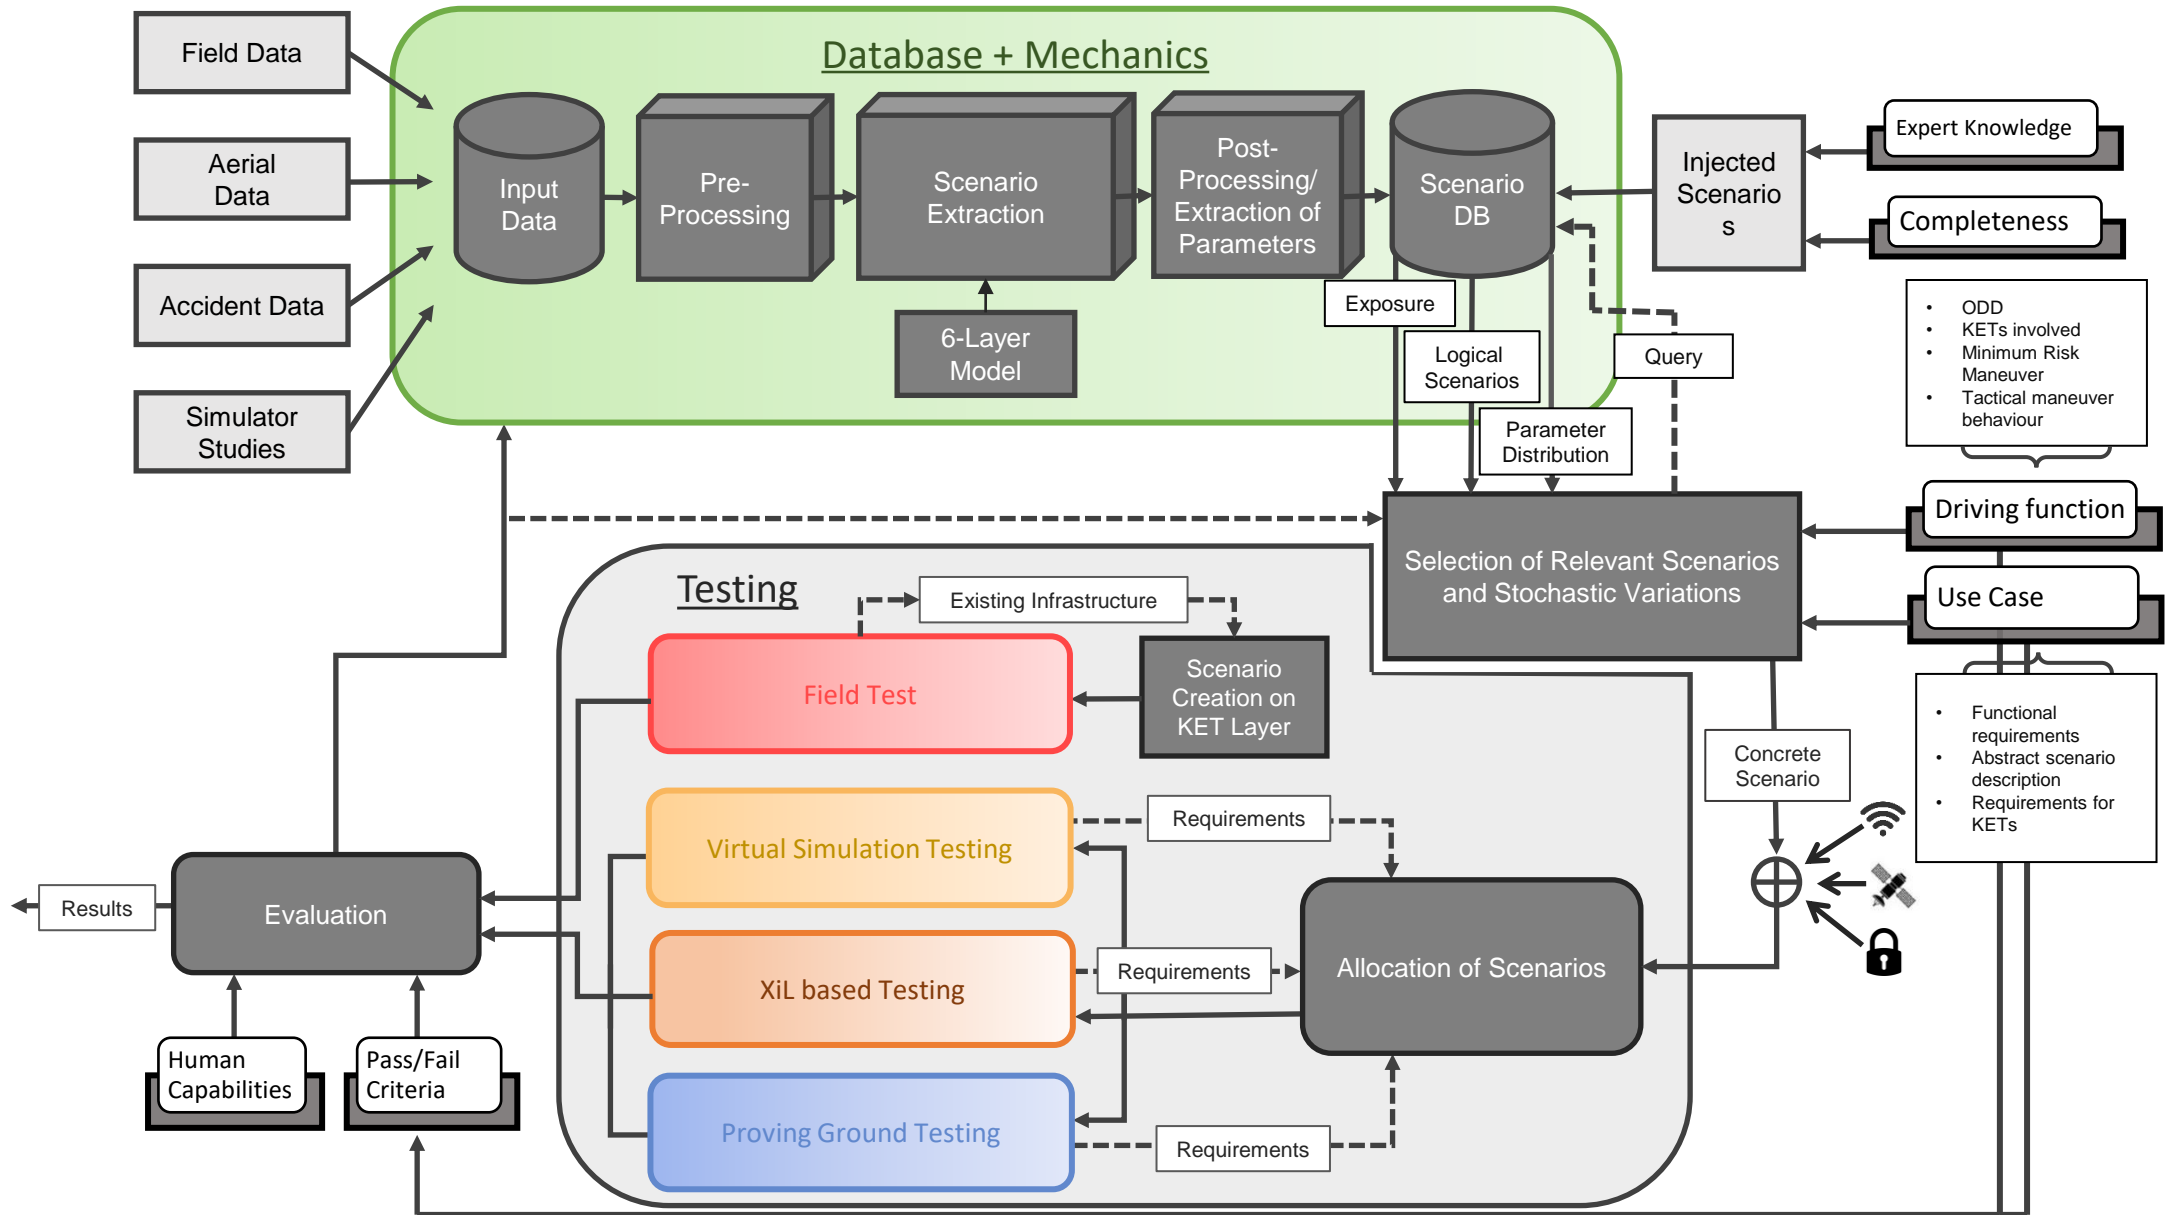 Field Data
Aerial
Data
Accident Data
Simulator
Studies
Database + Mechanics
Input
Data
Pre-
Processing
Scenario
Extraction
Post-
Processing/
Extraction of
Parameters
Scenario
DB
6-Layer
Model
Injected
Scenario
s
Expert Knowledge
Completeness
Exposure
Logical
Scenarios
Parameter
Distribution
Query
• ODD
• KETs involved
• Minimum Risk
Maneuver
• Tactical maneuver
behaviour
Driving function
Use Case
• Functional
requirements
• Abstract scenario
description
• Requirements for
KETs
Selection of Relevant Scenarios
and Stochastic Variations
Concrete
Scenario
Testing
Existing Infrastructure
Field Test
Scenario
Creation on
KET Layer
Virtual Simulation Testing
Requirements
XiL based Testing
Requirements
Allocation of Scenarios
Proving Ground Testing
Requirements
Results
Evaluation
Human
Capabilities
Pass/Fail
Criteria